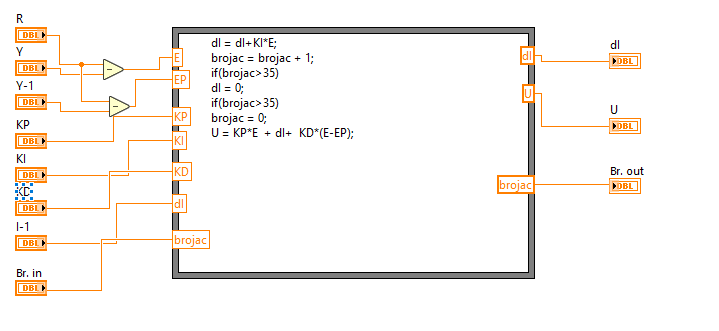 R
DBL
Y
DBL
Y-1
DBL
KP
DBL
KI
DBL
KD
DBL
I-1
DBL
Br. in
DBL
E
EP
KP
KI
KD
dI
brojac
dI = dI+KI*E;
brojac = brojac + 1;
if(brojac>35)
dI = 0;
if(brojac>35)
brojac = 0;
U = KP*E + dI+ KD*(E-EP);
dI
U
brojac
dI
DBL
U
DBL
Br. out
DBL